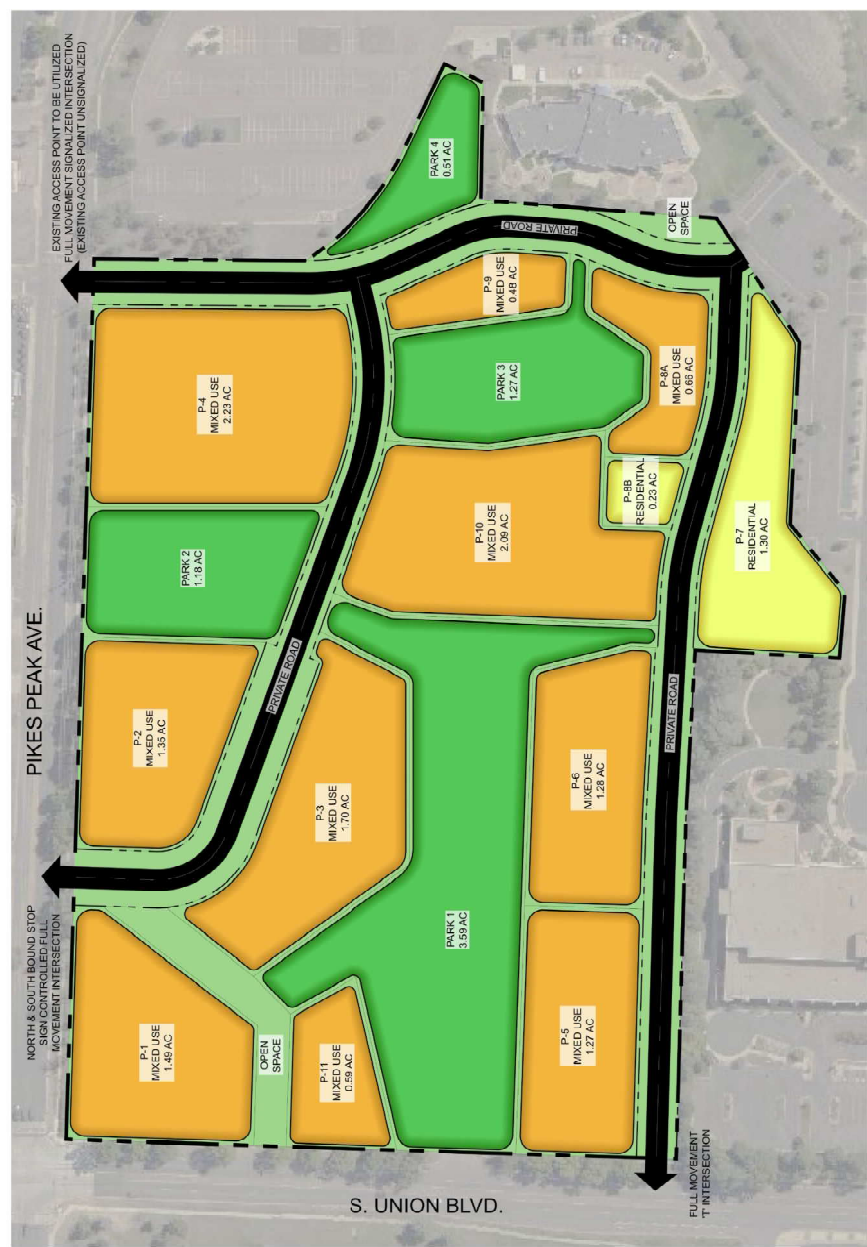 EXISTING ACCESS POINT TO BE UTILIZED
FULL MOVEMENT SIGNALIZED INTERSECTION
(EXISTING ACCESS POINT UNSIGNALIZED)
PARK 4
0.51 AC
PRIVATE ROAD
OPEN
SPACE
P-4
MIXED USE
2.23 AC
P-9
MIXED USE
0.48 AC
PARK 3
1.27 AC
P-8A
MIXED USE
0.66 AC
PARK 2
1.18 AC
P-10
MIXED USE
2.09 AC
P-8B
RESIDENTIAL
0.23 AC
P-7
RESIDENTIAL
1.30 AC
PIKES PEAK AVE.
P-2
MIXED USE
1.35 AC
PRIVATE ROAD
P-3
MIXED USE
1.70 AC
P-6
MIXED USE
1.28 AC
PRIVATE ROAD
NORTH & SOUTH BOUND STOP
SIGN CONTROLLED FULL
MOVEMENT INTERSECTION
P-1
MIXED USE
1.49 AC
OPEN
SPACE
P-11
MIXED USE
0.59 AC
PARK 1
3.59 AC
P-5
MIXED USE
1.27 AC
FULL MOVEMENT
'T' INTERSECTION
S. UNION BLVD.